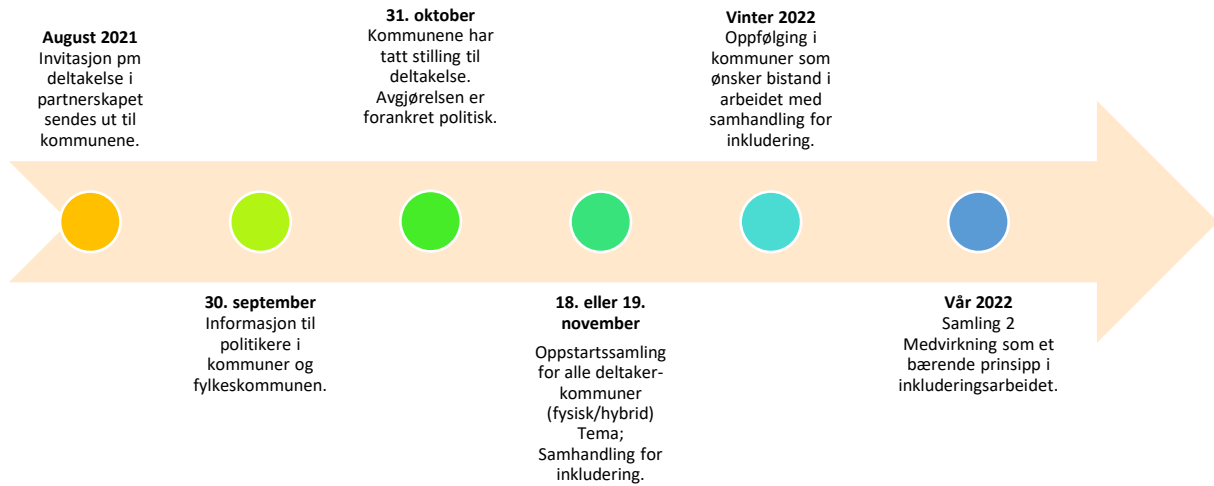 August 2021
Invitasjon pm
deltakelse i
partnerskapet
sendes ut til
kommunene.
30. september
Informasjon til
politikere i
kommuner og
fylkeskommunen.
31. oktober
Kommunene har
tatt stilling til
deltakelse.
Avgjørelsen er
forankret politisk.
18. eller 19.
november
Oppstartssamling
for alle deltaker-
kommuner
(fysisk/hybrid)
Tema;
Samhandling for
inkludering.
Vinter 2022
Oppfølging i
kommuner som
ønsker bistand i
arbeidet med
samhandling for
inkludering.
Vår 2022
Samling 2
Medvirkning som et
bærende prinsipp i
inkluderingsarbeidet.